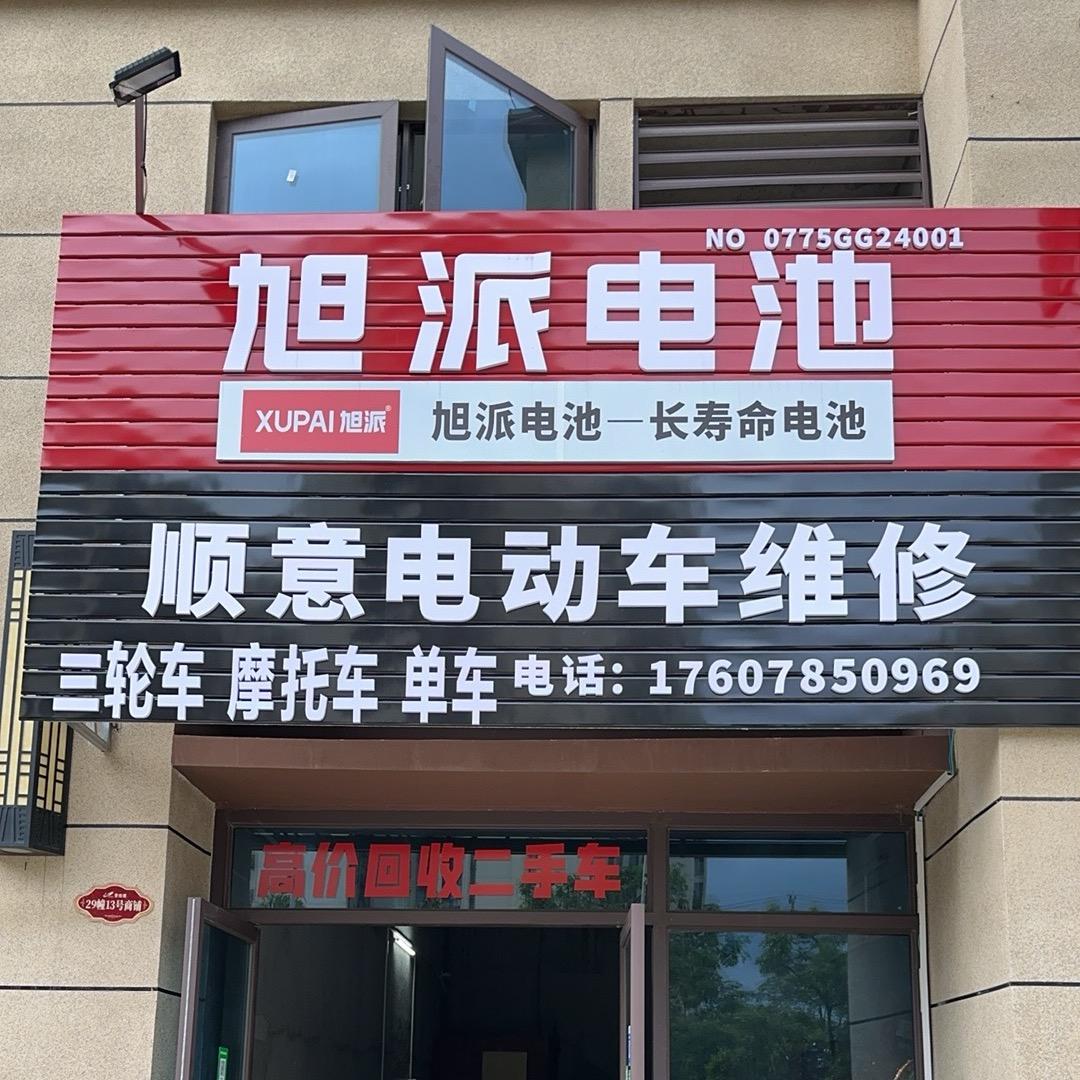 NO 0775GG24001
旭派电池
XUPAI旭派® 旭派电池—长寿命电池
顺意电动车维修
三轮车 摩托车 单车 电话：17607850969
高价回收二手车
29幢13号商铺